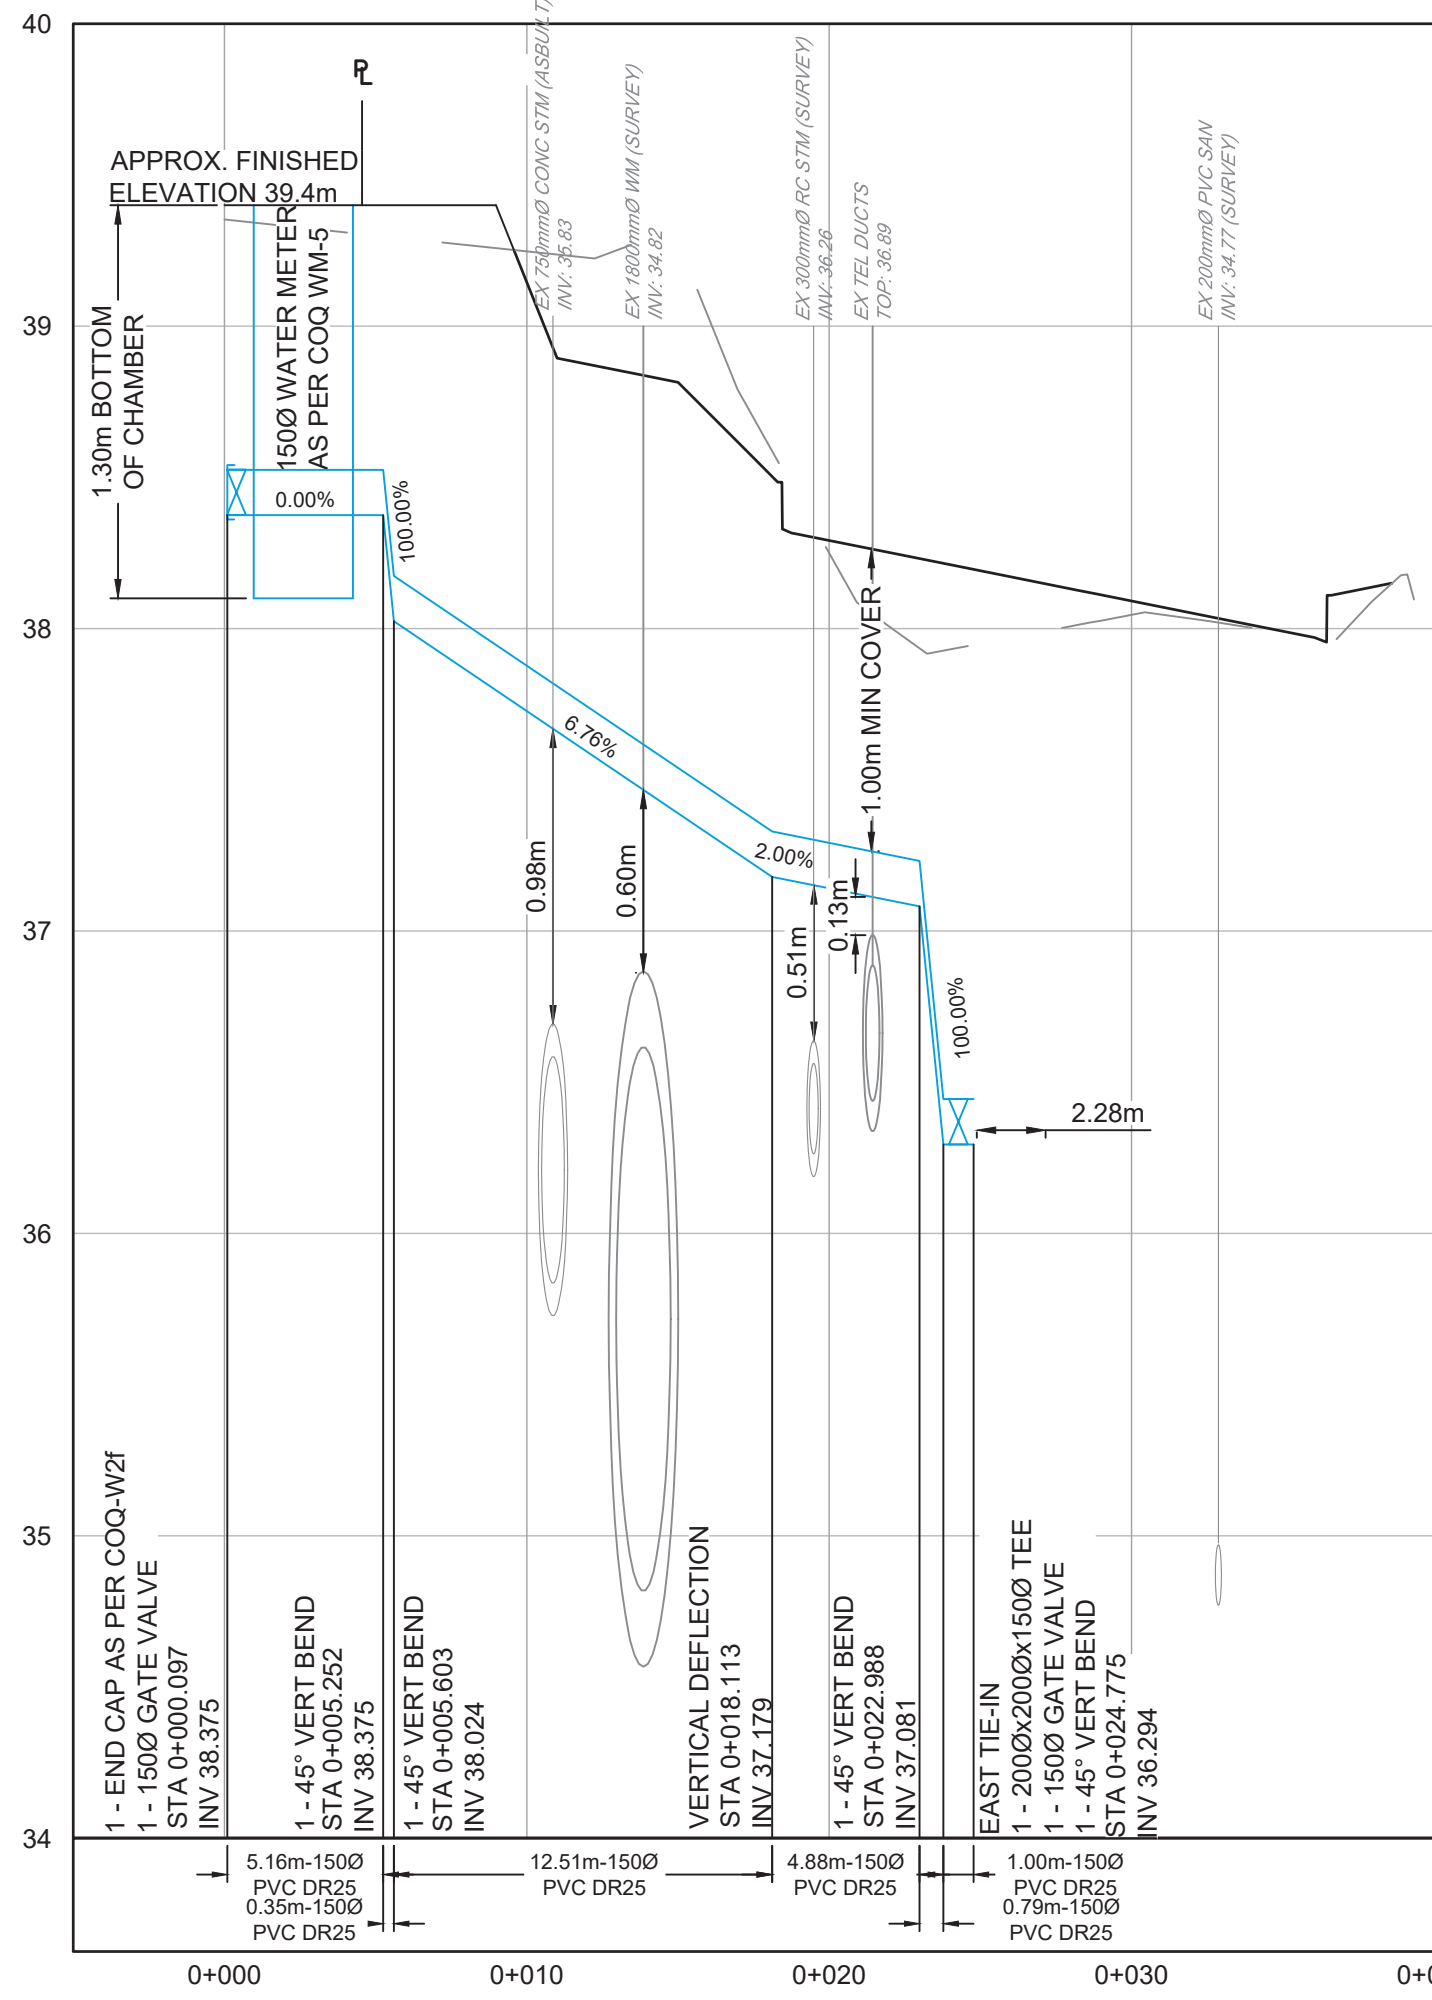 40
39
38
37
36
35
34
PL
APPROX. FINISHED
ELEVATION 39.4m
1.30m BOTTOM
OF CHAMBER
150Ø WATER METER
AS PER COQ WM-5
EX 750mmØ CONC STM (ASBUILT)
INV: 35.83
EX 1800mmØ WM (SURVEY)
INV: 34.82
EX 300mmØ RC STM (SURVEY)
INV: 36.26
EX TEL DUCTS
TOP: 36.89
EX 200mmØ PVC SAN
INV: 34.77 (SURVEY)
0.00%
100.00%
6.76%
2.00%
100.00%
0.98m
0.60m
0.51m
0.13m
1.00m MIN COVER
2.28m
1 - END CAP AS PER COQ-W2f
1 - 150Ø GATE VALVE
STA 0+000.097
INV 38.375
1 - 45° VERT BEND
STA 0+005.252
INV 38.375
1 - 45° VERT BEND
STA 0+005.603
INV 38.024
VERTICAL DEFLECTION
STA 0+018.113
INV 37.179
1 - 45° VERT BEND
STA 0+022.988
INV 37.081
EAST TIE-IN
1 - 200Øx200Øx150Ø TEE
1 - 150Ø GATE VALVE
1 - 45° VERT BEND
STA 0+024.775
INV 36.294
5.16m-150Ø
PVC DR25
0.35m-150Ø
PVC DR25
12.51m-150Ø
PVC DR25
4.88m-150Ø
PVC DR25
1.00m-150Ø
PVC DR25
0.79m-150Ø
PVC DR25
0+000
0+010
0+020
0+030